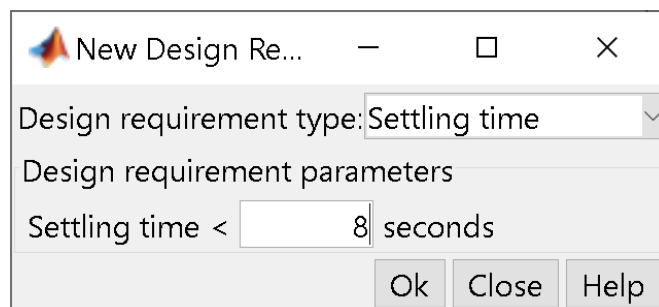 New Design Re...
Design requirement type: Settling time
Design requirement parameters
Settling time < 8 seconds
Ok Close Help